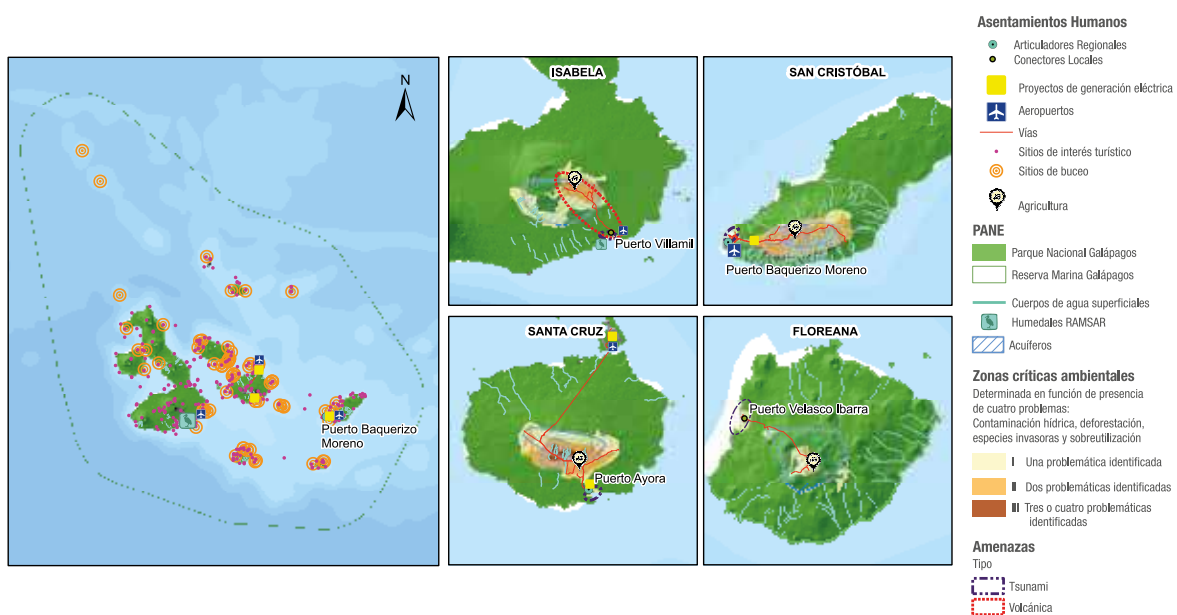 N
Puerto Baquerizo
Moreno
ISABELA
Puerto Villamil
SAN CRISTÓBAL
Puerto Baquerizo Moreno
SANTA CRUZ
Puerto Ayora
FLOREANA
Puerto Velasco Ibarra
Asentamientos Humanos
Articuladores Regionales
Conectores Locales
Proyectos de generación eléctrica
Aeropuertos
Vías
Sitios de interés turístico
Sitios de buceo
Agricultura
PANE
Parque Nacional Galápagos
Reserva Marina Galápagos
Cuerpos de agua superficiales
Humedales RAMSAR
Acuíferos
Zonas críticas ambientales
Determinada en función de presencia
de cuatro problemas:
Contaminación hídrica, deforestación,
especies invasoras y sobreutilización
I Una problemática identificada
II Dos problemáticas identificadas
III Tres o cuatro problemáticas
identificadas
Amenazas
Tipo
Tsunami
Volcánica